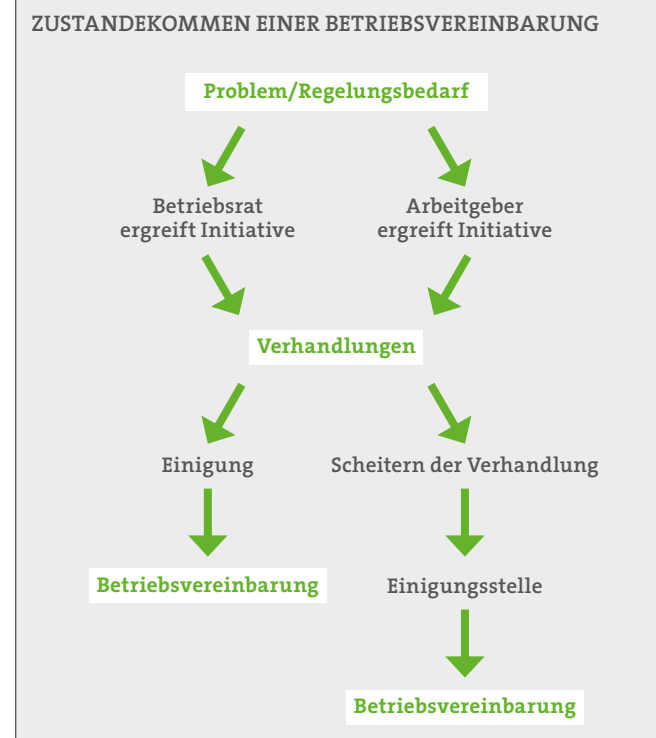 ZUSTANDEKOMMEN EINER BETRIEBSVEREINBARUNG
Problem/Regelungsbedarf
Betriebsrat
ergreift Initiative
Arbeitgeber
ergreift Initiative
Verhandlungen
Einigung
Scheitern der Verhandlung
Betriebsvereinbarung
Einigungsstelle
Betriebsvereinbarung